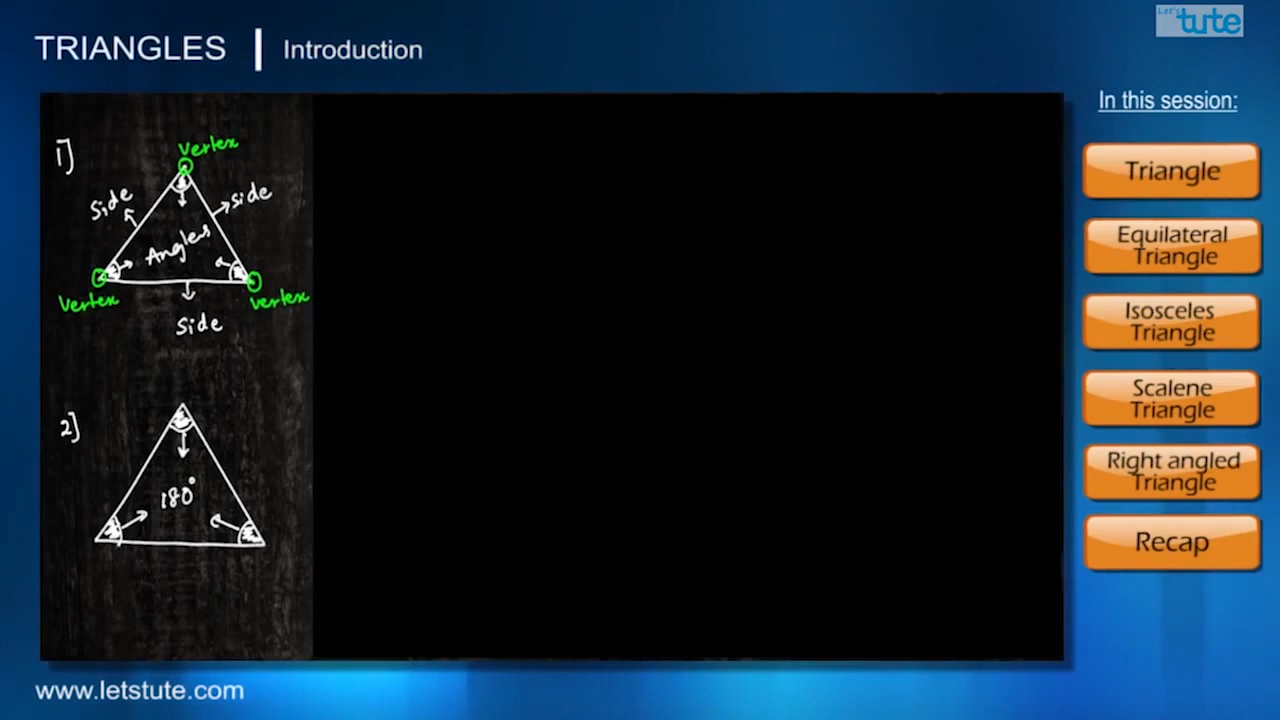 TRIANGLES | Introduction
Let's
tute
In this session:
Triangle
Equilateral
Triangle
Isosceles
Triangle
Scalene
Triangle
Right angled
Triangle
Recap
1]
Vertex
Side
Side
Angles
Vertex
Vertex
Side
2]
180°
www.letstute.com